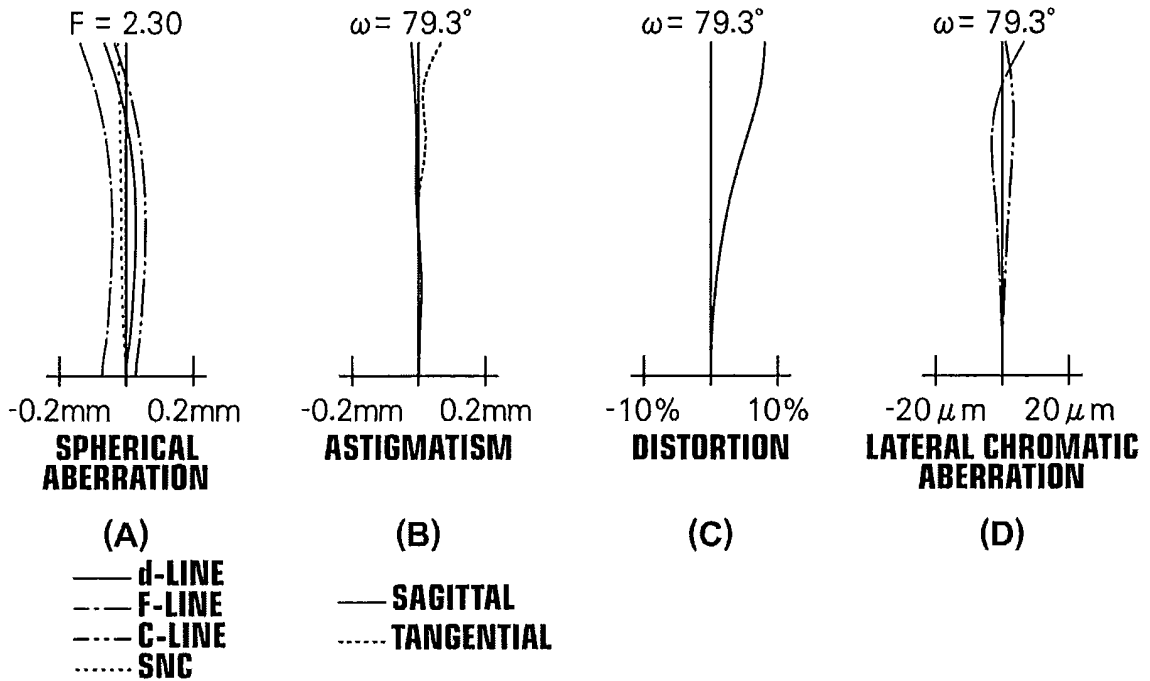 F = 2.30
ω= 79.3°
ω= 79.3°
ω= 79.3°
-0.2mm 0.2mm
-0.2mm 0.2mm
-10% 10%
-20 μm 20 μm
SPHERICAL
ABERRATION
ASTIGMATISM
DISTORTION
LATERAL CHROMATIC
ABERRATION
(A)
(B)
(C)
(D)
d-LINE
F-LINE
C-LINE
SNC
SAGITTAL
TANGENTIAL